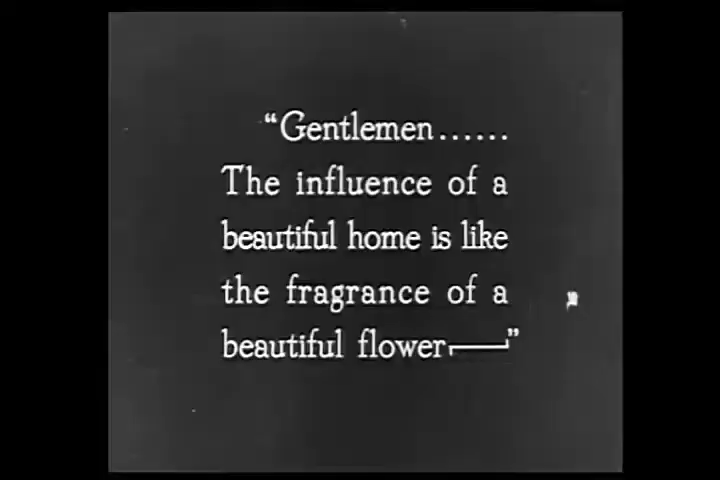 “Gentlemen......
The influence of a
beautiful home is like
the fragrance of a
beautiful flower——”